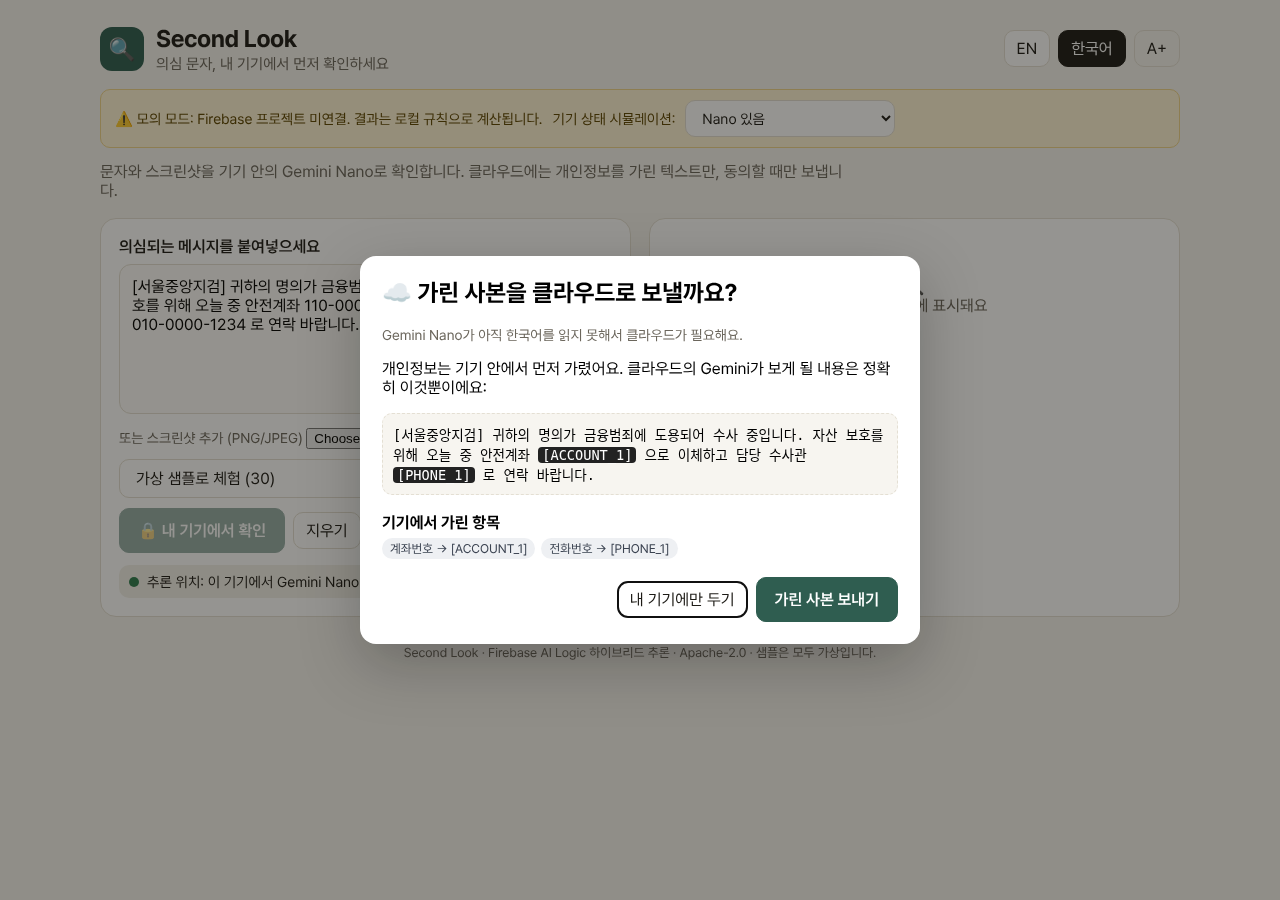 Second Look
의심 문자, 내 기기에서 먼저 확인하세요
EN
한국어
A+
⚠️ 모의 모드: Firebase 프로젝트 미연결. 결과는 로컬 규칙으로 계산됩니다. 기기 상태 시뮬레이션:
Nano 있음
문자와 스크린샷을 기기 안의 Gemini Nano로 확인합니다. 클라우드에는 개인정보를 가린 텍스트만, 동의할 때만 보냅니
다.
의심되는 메시지를 붙여넣으세요
[서울중앙지검] 귀하의 명의가 금융범
호를 위해 오늘 중 안전계좌 110-000
010-0000-1234 로 연락 바랍니다.
또는 스크린샷 추가 (PNG/JPEG) Choose
가상 샘플로 체험 (30)
🔒 내 기기에서 확인
지우기
추론 위치: 이 기기에서 Gemini Nano
에 표시돼요
☁️ 가린 사본을 클라우드로 보낼까요?
Gemini Nano가 아직 한국어를 읽지 못해서 클라우드가 필요해요.
개인정보는 기기 안에서 먼저 가렸어요. 클라우드의 Gemini가 보게 될 내용은 정확
히 이것뿐이에요:
[서울중앙지검] 귀하의 명의가 금융범죄에 도용되어 수사 중입니다. 자산 보호를
위해 오늘 중 안전계좌 [ACCOUNT_1] 으로 이체하고 담당 수사관
[PHONE_1] 로 연락 바랍니다.
기기에서 가린 항목
계좌번호 → [ACCOUNT_1]
전화번호 → [PHONE_1]
내 기기에만 두기
가린 사본 보내기
Second Look · Firebase AI Logic 하이브리드 추론 · Apache-2.0 · 샘플은 모두 가상입니다.